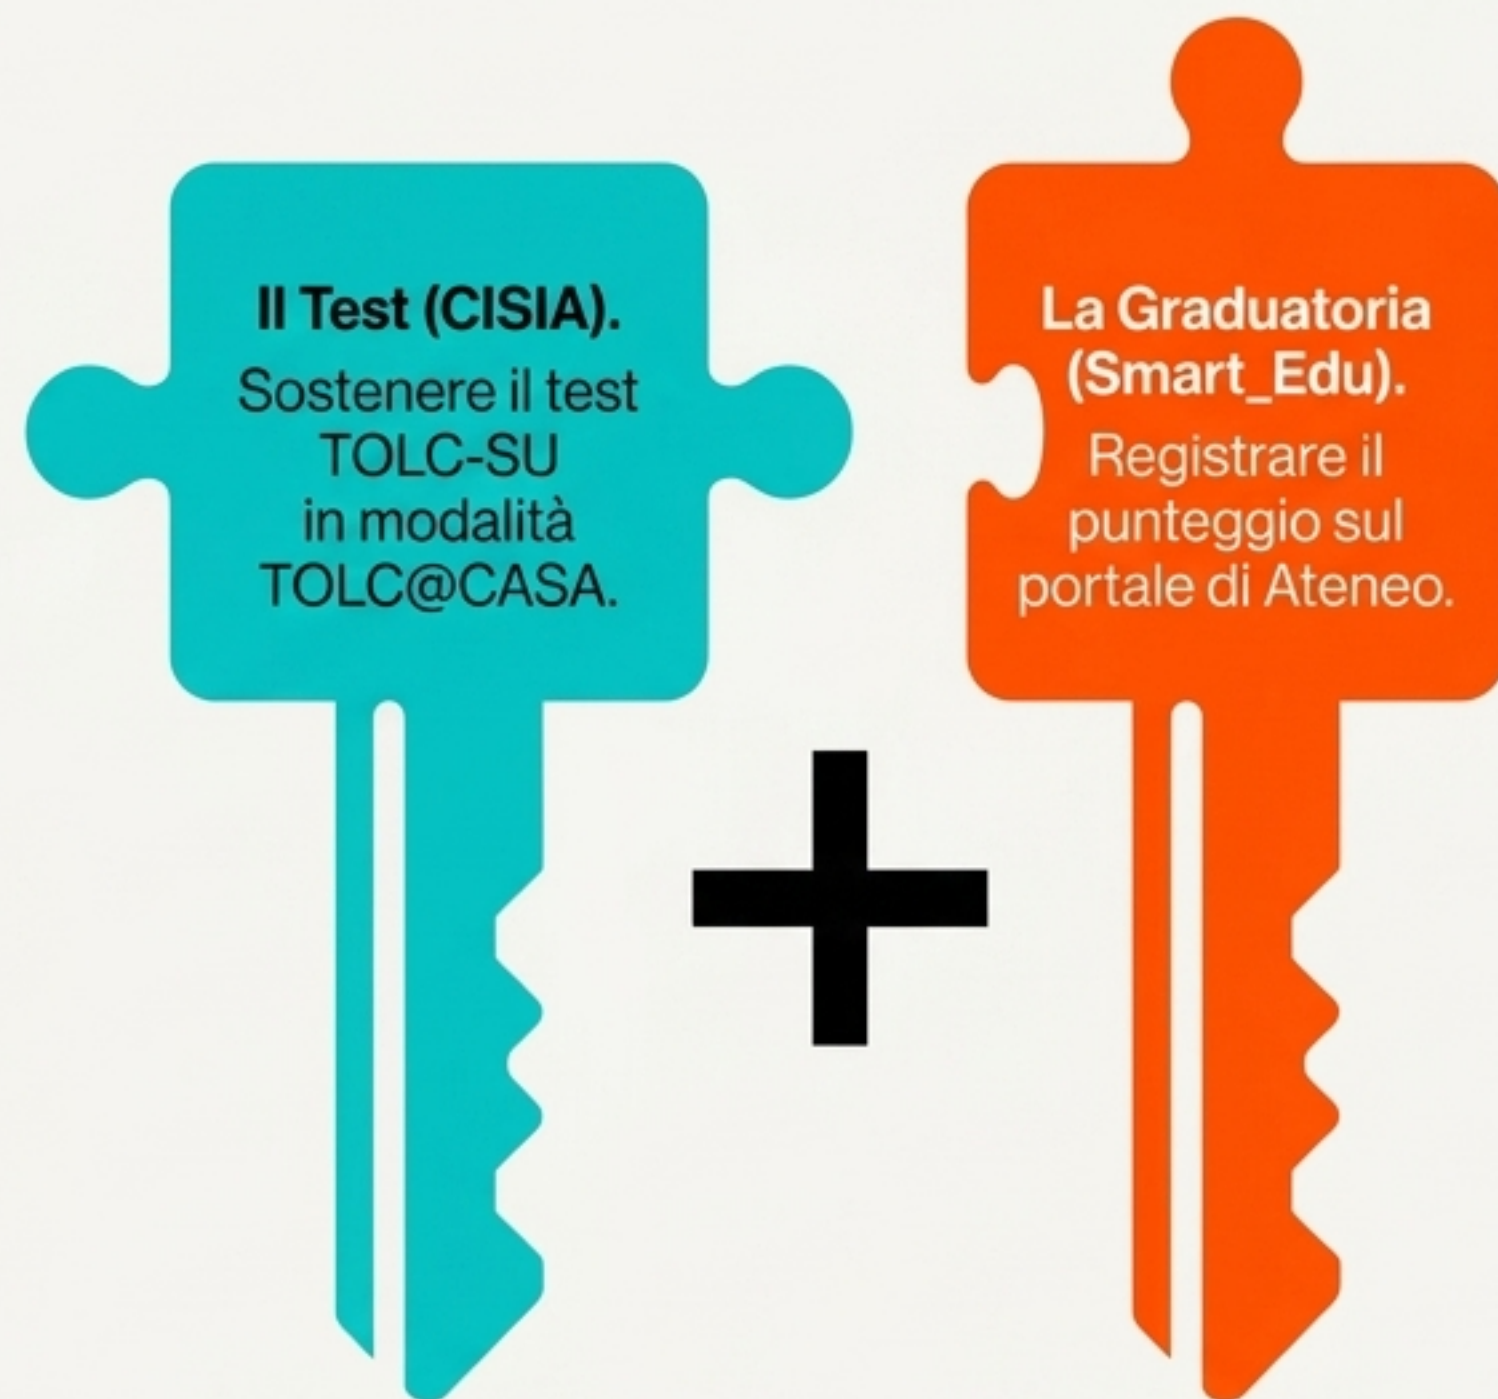 Il Test (CISIA).
Sostenere il test
TOLC-SU
in modalità
TOLC@CASA.
La Graduatoria
(Smart_Edu).
Registrare il
punteggio sul
portale di Ateneo.